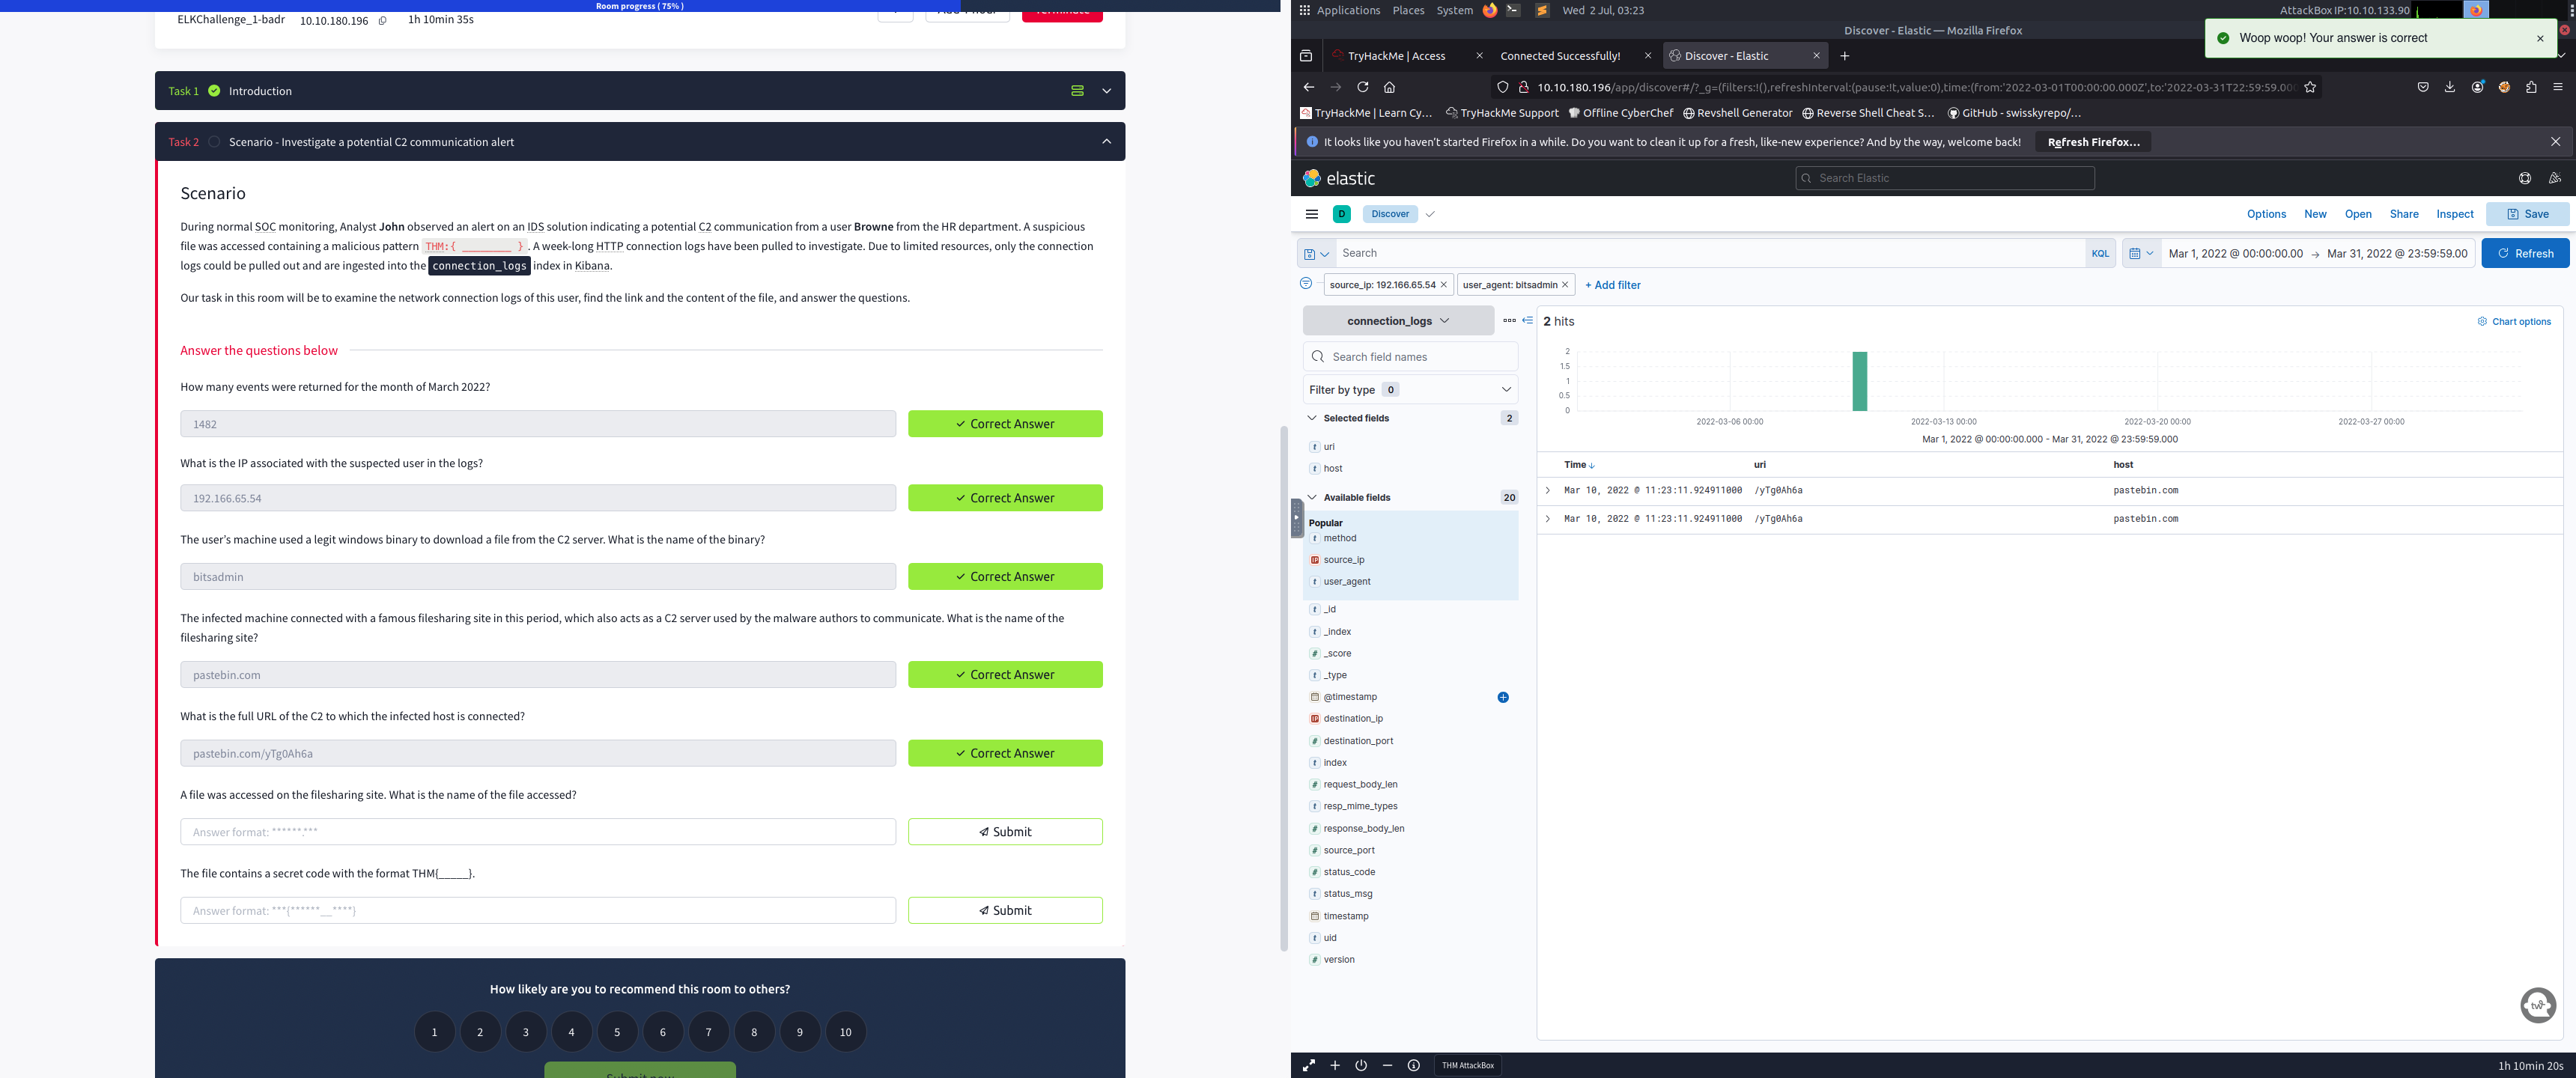 Room progress ( 75% )
ELKChallenge_1-badr
10.10.180.196
1h 10min 35s
Task 1
Introduction
Task 2
Scenario - Investigate a potential C2 communication alert
Scenario
During normal SOC monitoring, Analyst John observed an alert on an IDS solution indicating a potential C2 communication from a user Browne from the HR department. A suspicious
file was accessed containing a malicious pattern THM:{ ________ }. A week-long HTTP connection logs have been pulled to investigate. Due to limited resources, only the connection
logs could be pulled out and are ingested into the connection_logs index in Kibana.
Our task in this room will be to examine the network connection logs of this user, find the link and the content of the file, and answer the questions.
Answer the questions below
How many events were returned for the month of March 2022?
1482
Correct Answer
What is the IP associated with the suspected user in the logs?
192.166.65.54
Correct Answer
The user's machine used a legit windows binary to download a file from the C2 server. What is the name of the binary?
bitsadmin
Correct Answer
The infected machine connected with a famous filesharing site in this period, which also acts as a C2 server used by the malware authors to communicate. What is the name of the
filesharing site?
pastebin.com
Correct Answer
What is the full URL of the C2 to which the infected host is connected?
pastebin.com/yTg0Ah6a
Correct Answer
A file was accessed on the filesharing site. What is the name of the file accessed?
Answer format: ******.***
Submit
The file contains a secret code with the format THM{_____}.
Answer format: ***{******__****}
Submit
How likely are you to recommend this room to others?
1 2 3 4 5 6 7 8 9 10
Applications Places System
Wed 2 Jul, 03:23
AttackBox IP:10.10.133.90
Discover - Elastic — Mozilla Firefox
Woop woop! Your answer is correct
TryHackMe | Access
Connected Successfully!
Discover - Elastic
10.10.180.196/app/discover#/?_g=(filters:!(),refreshInterval:(pause:!t,value:0),time:(from:'2022-03-01T00:00:00.000Z',to:'2022-03-31T22:59:59.00
TryHackMe | Learn Cy…
TryHackMe Support
Offline CyberChef
Revshell Generator
Reverse Shell Cheat S…
GitHub - swisskyrepo/…
It looks like you haven't started Firefox in a while. Do you want to clean it up for a fresh, like-new experience? And by the way, welcome back!
Refresh Firefox…
elastic
Search Elastic
D
Discover
Options New Open Share Inspect Save
Search
KQL
Mar 1, 2022 @ 00:00:00.00 → Mar 31, 2022 @ 23:59:59.00
Refresh
source_ip: 192.166.65.54
user_agent: bitsadmin
+ Add filter
connection_logs
Search field names
Filter by type 0
Selected fields 2
uri
host
Available fields 20
Popular
method
source_ip
user_agent
_id
_index
_score
_type
@timestamp
destination_ip
destination_port
index
request_body_len
resp_mime_types
response_body_len
source_port
status_code
status_msg
timestamp
uid
version
2 hits
Chart options
2
1.5
1
0.5
0
2022-03-06 00:00
2022-03-13 00:00
2022-03-20 00:00
2022-03-27 00:00
Mar 1, 2022 @ 00:00:00.000 - Mar 31, 2022 @ 23:59:59.000
Time uri host
Mar 10, 2022 @ 11:23:11.924911000 /yTg0Ah6a pastebin.com
Mar 10, 2022 @ 11:23:11.924911000 /yTg0Ah6a pastebin.com
THM AttackBox
1h 10min 20s